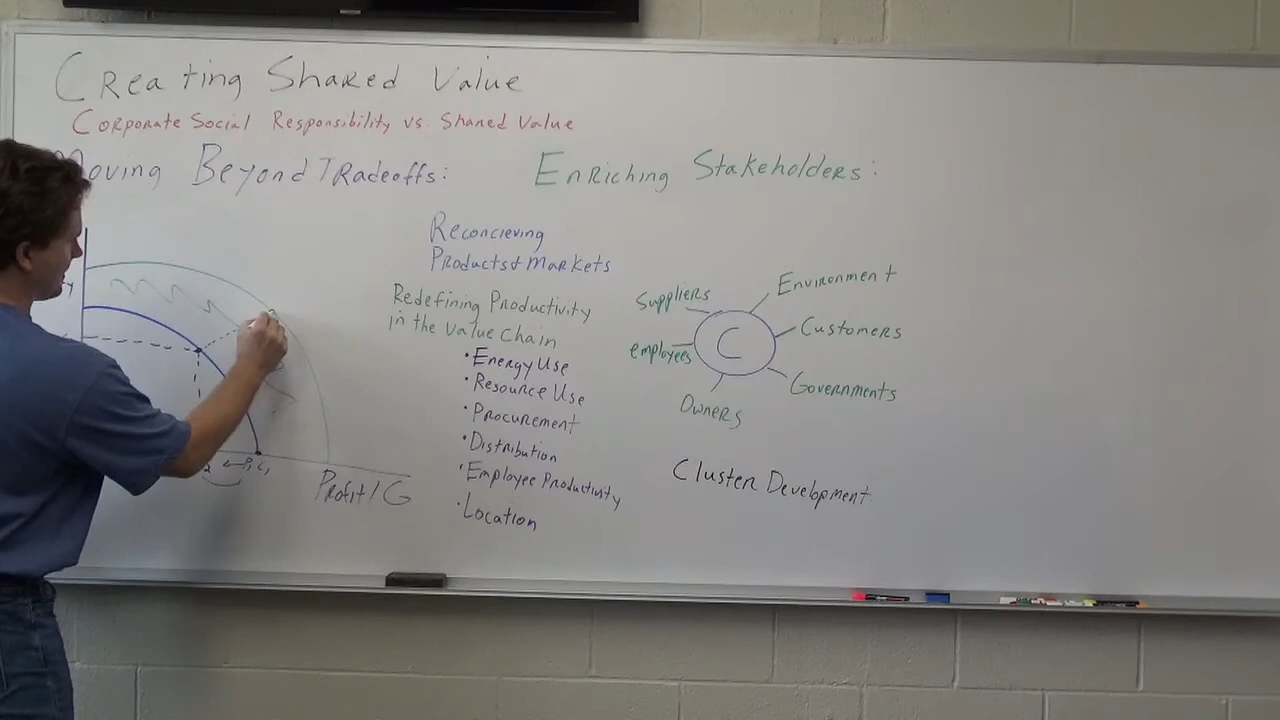 Creating Shared Value
Corporate Social Responsibility vs. Shared Value
Moving Beyond Tradeoffs:
Enriching Stakeholders:
Reconcieving
Products & Markets
Redefining Productivity
in the Value Chain
• Energy Use
• Resource Use
• Procurement
• Distribution
• Employee Productivity
• Location
Profit/G
Suppliers
Environment
Customers
employees
C
Governments
Owners
Cluster Development